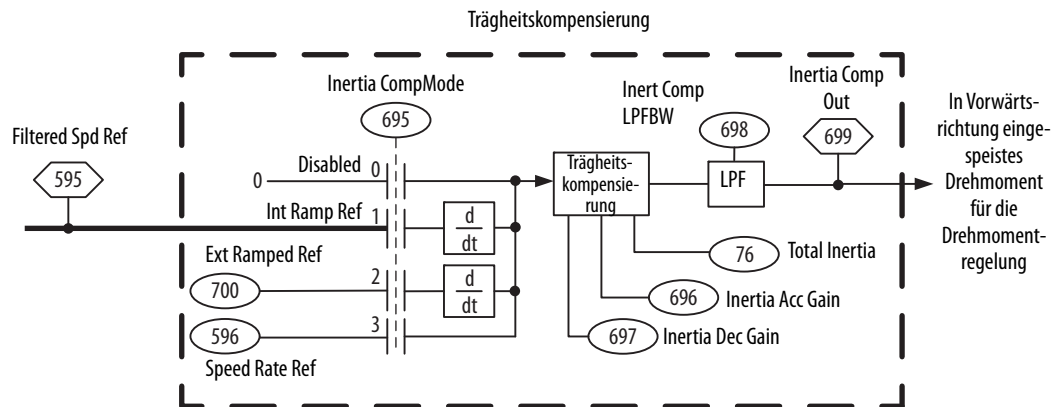 Trägheitskompensierung
Inertia CompMode
695
Inert Comp
LPFBW
698
Inertia Comp
Out
699
In Vorwärts-
richtung einge-
speistes
Drehmoment
für die
Drehmoment-
regelung
Filtered Spd Ref
595
0
Disabled
0
Int Ramp Ref
1
d
dt
Ext Ramped Ref
700
2
d
dt
596
3
Speed Rate Ref
Trägheits-
kompensie-
rung
LPF
76
Total Inertia
696
Inertia Acc Gain
697
Inertia Dec Gain